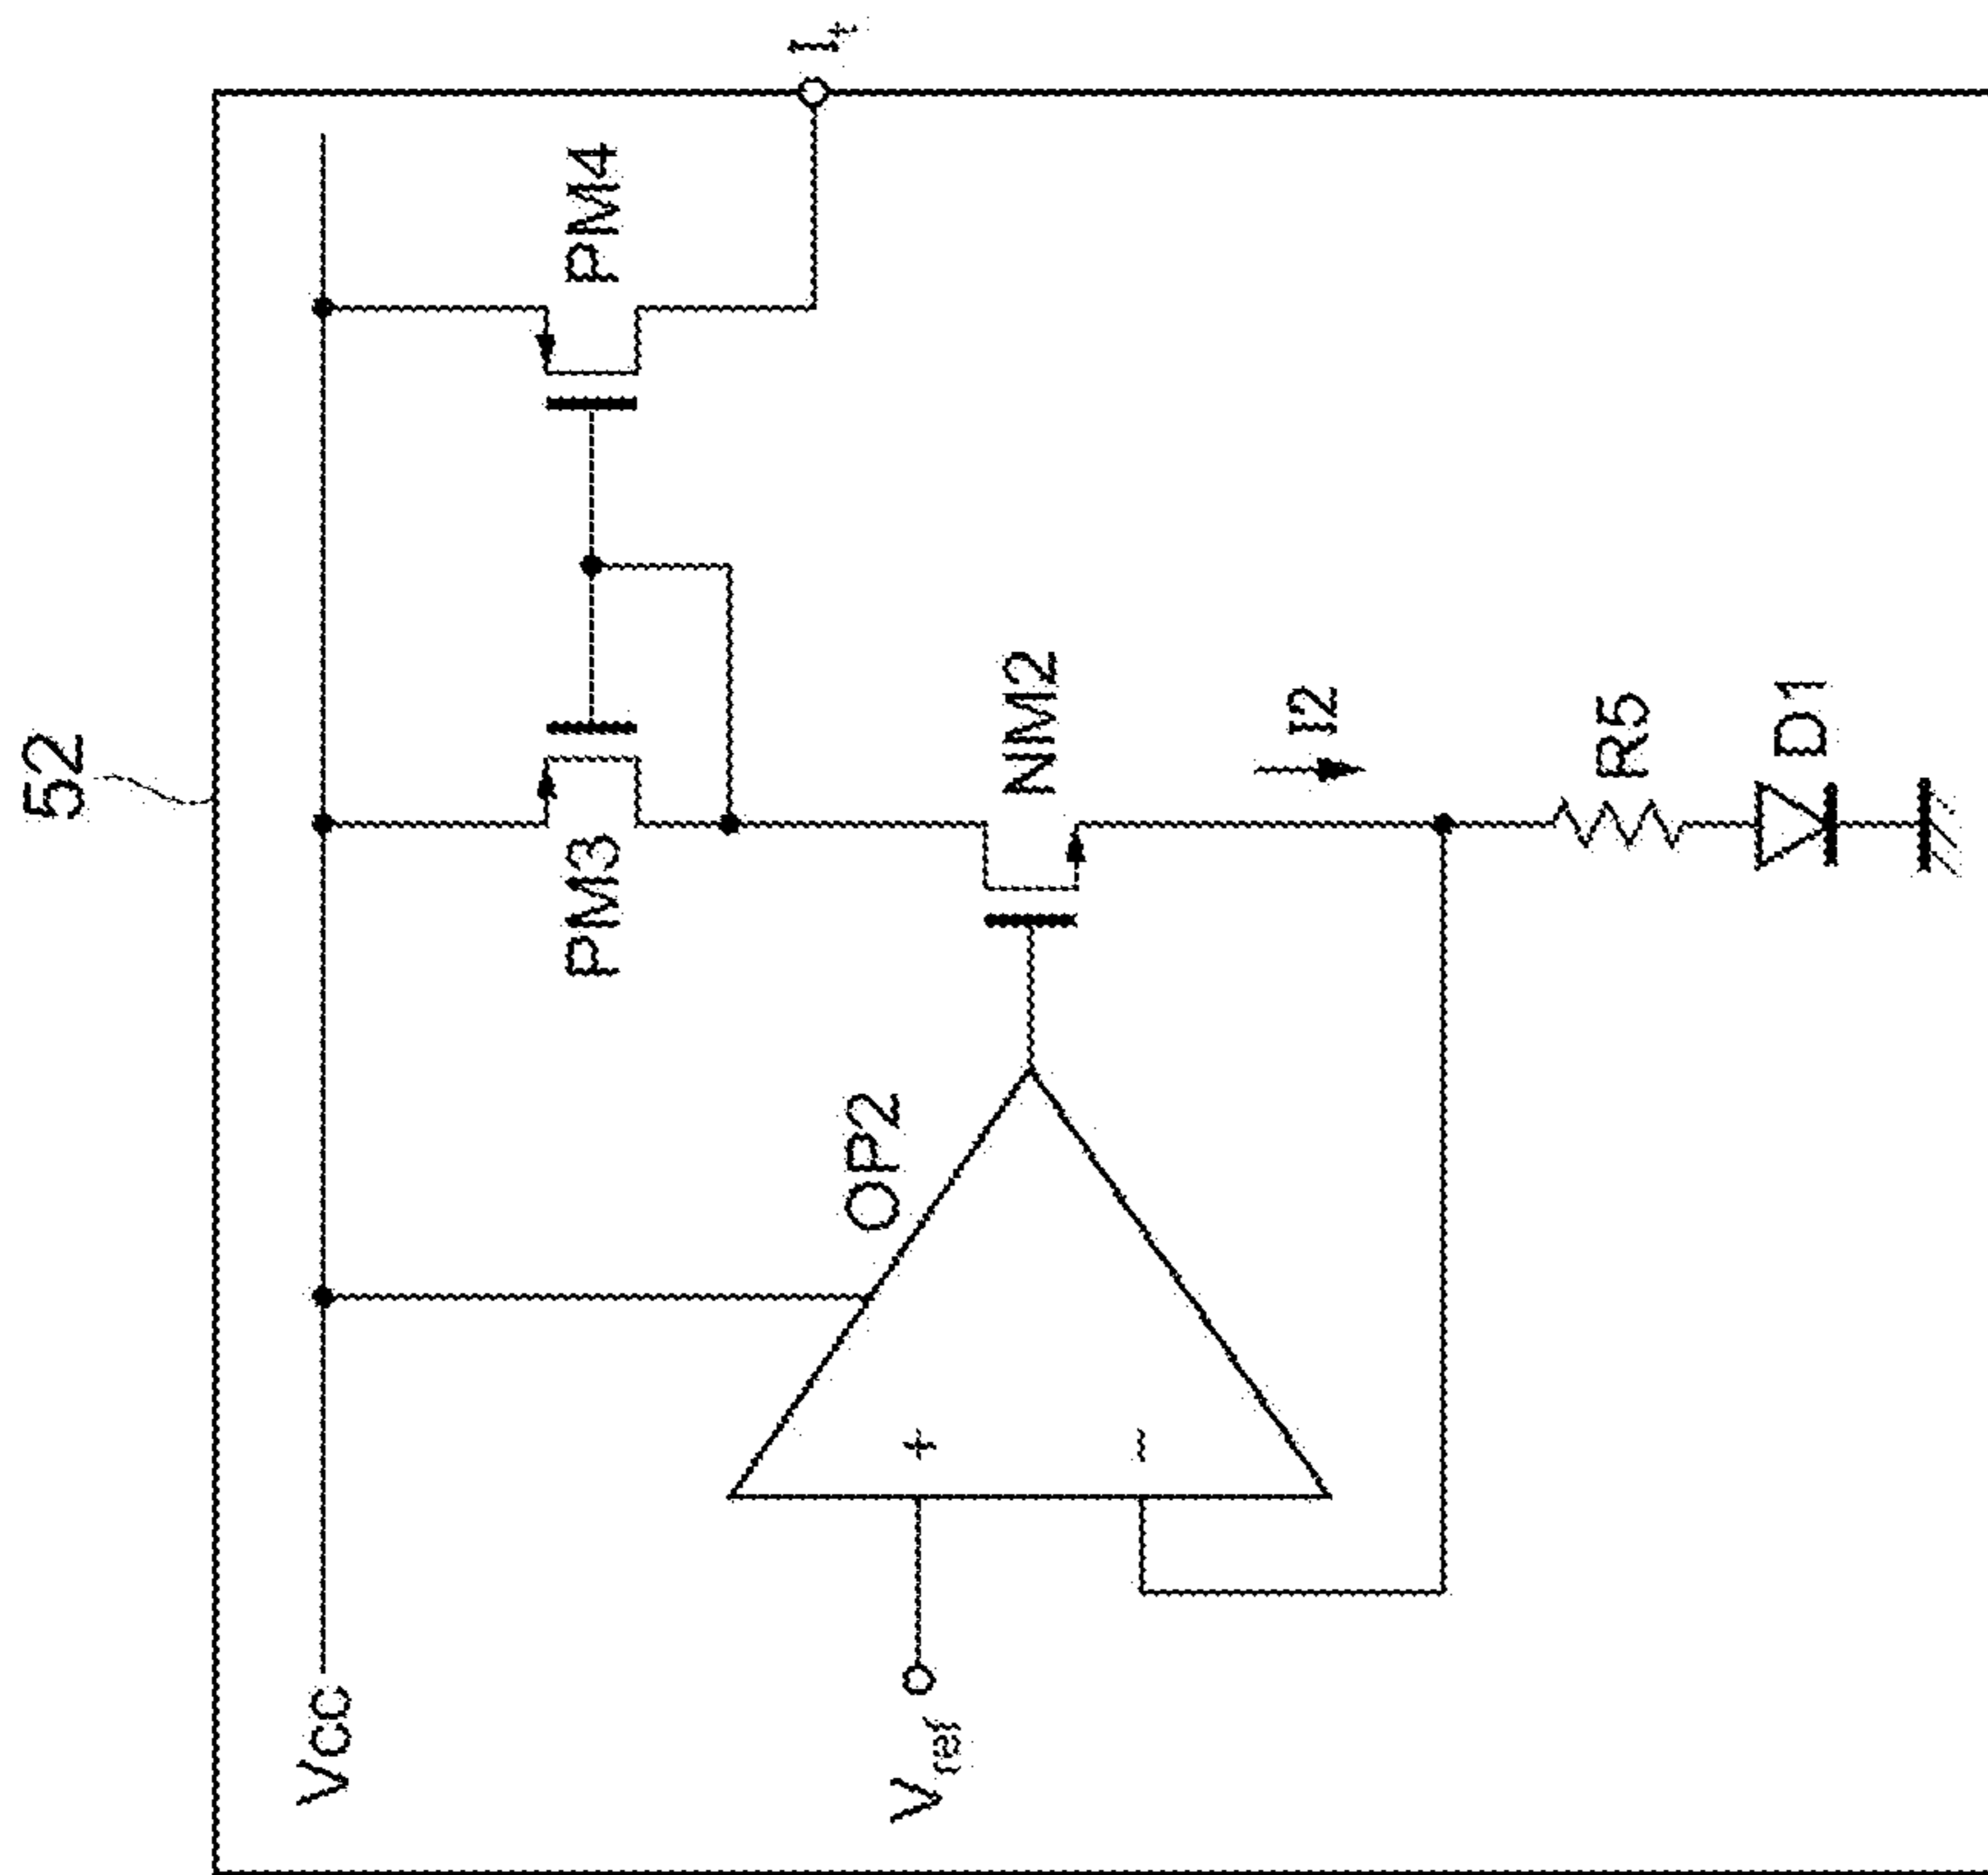 52
Vcc
PM3
PM4
I+
OP2
NM2
Vref
+
−
I2
R5
D1